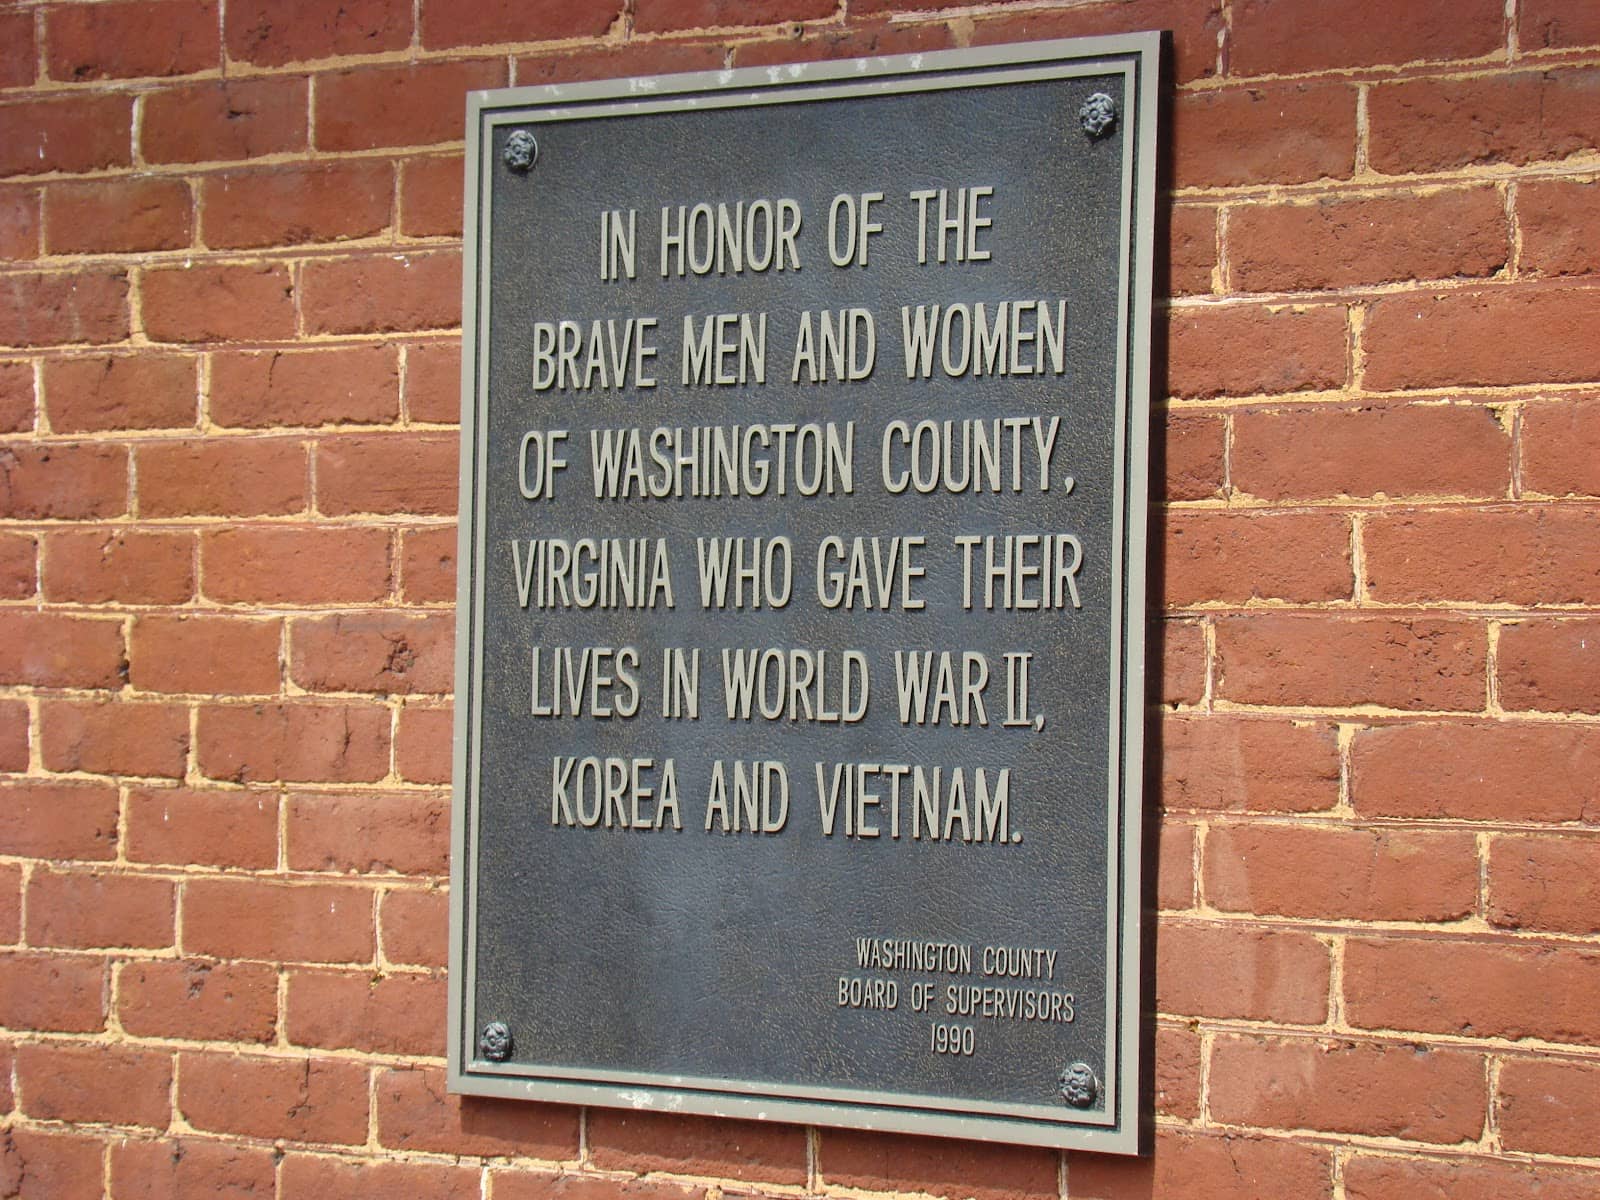 IN HONOR OF THE
BRAVE MEN AND WOMEN
OF WASHINGTON COUNTY,
VIRGINIA WHO GAVE THEIR
LIVES IN WORLD WAR II,
KOREA AND VIETNAM.
WASHINGTON COUNTY
BOARD OF SUPERVISORS
1990